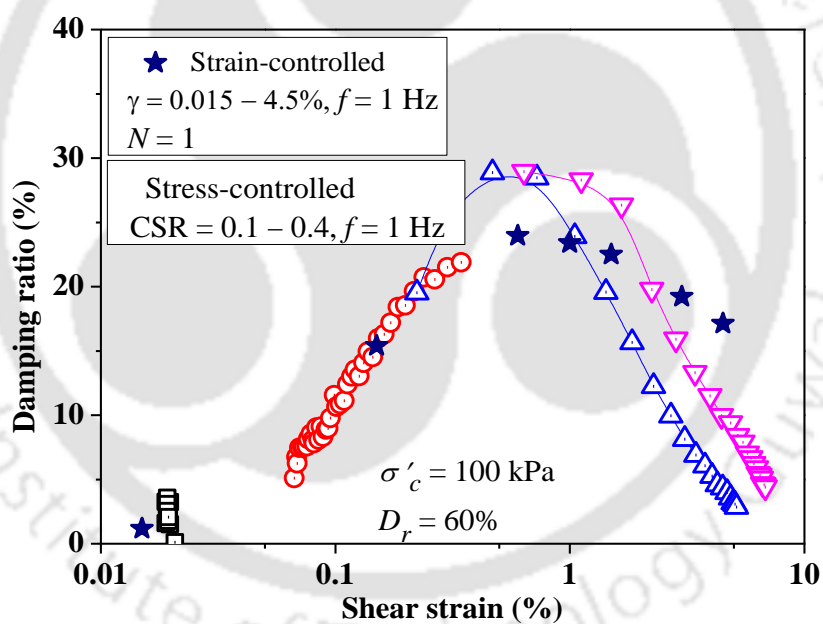 40
30
20
10
0
Damping ratio (%)
★ Strain-controlled
γ = 0.015 – 4.5%, f = 1 Hz
N = 1
Stress-controlled
CSR = 0.1 – 0.4, f = 1 Hz
σ′c = 100 kPa
Dr = 60%
0.01 0.1 1 10
Shear strain (%)